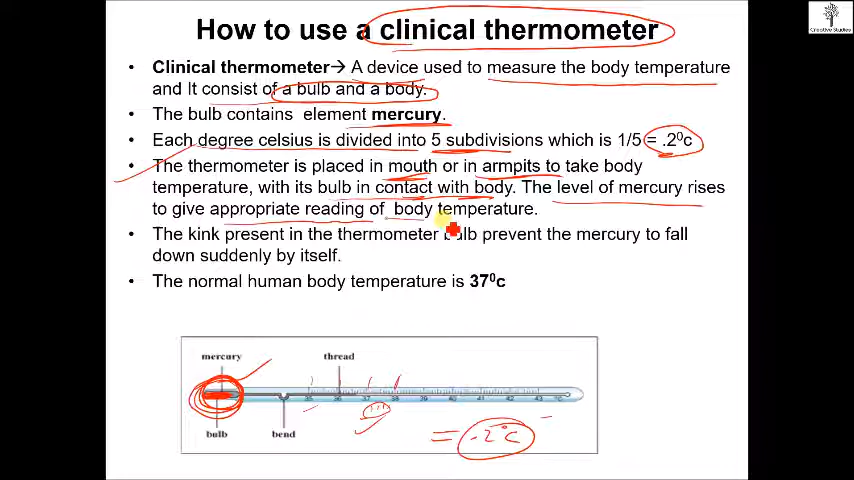 How to use a clinical thermometer
Creative Studies
• Clinical thermometer→ A device used to measure the body temperature
and It consist of a bulb and a body.
• The bulb contains element mercury.
• Each degree celsius is divided into 5 subdivisions which is 1/5 = .2⁰c
• The thermometer is placed in mouth or in armpits to take body
temperature, with its bulb in contact with body. The level of mercury rises
to give appropriate reading of body temperature.
• The kink present in the thermometer bulb prevent the mercury to fall
down suddenly by itself.
• The normal human body temperature is 37⁰c
mercury thread
35 36 37 38 39 40 41 42 43 °C
bulb bend
= .2°C